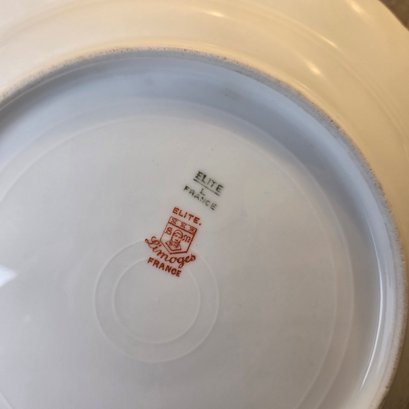 ELITE
L
FRANCE
ELITE.
B M
Limoges
FRANCE